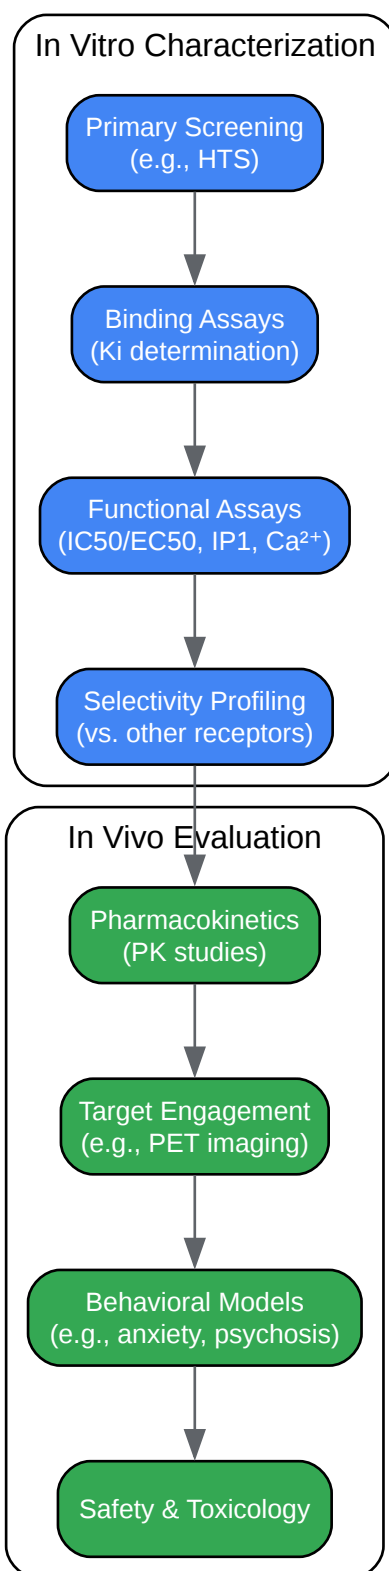 In Vitro Characterization
Primary Screening
(e.g., HTS)
Binding Assays
(Ki determination)
Functional Assays
(IC50/EC50, IP1, Ca²⁺)
Selectivity Profiling
(vs. other receptors)
In Vivo Evaluation
Pharmacokinetics
(PK studies)
Target Engagement
(e.g., PET imaging)
Behavioral Models
(e.g., anxiety, psychosis)
Safety & Toxicology